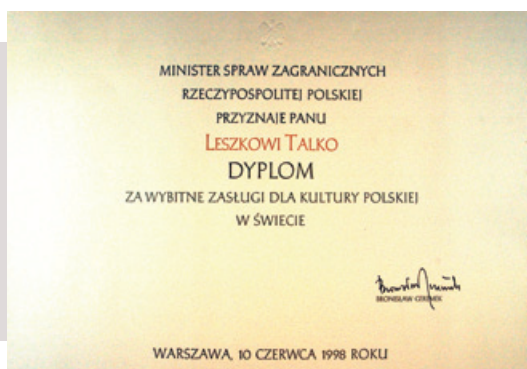 MINISTER SPRAW ZAGRANICZNYCH
RZECZYPOSPOLITEJ POLSKIEJ
PRZYZNAJE PANU
LESZKOWI TALKO
DYPLOM
ZA WYBITNE ZASŁUGI DLA KULTURY POLSKIEJ
W ŚWIECIE
BRONISŁAW GEREMEK
WARSZAWA, 10 CZERWCA 1998 ROKU